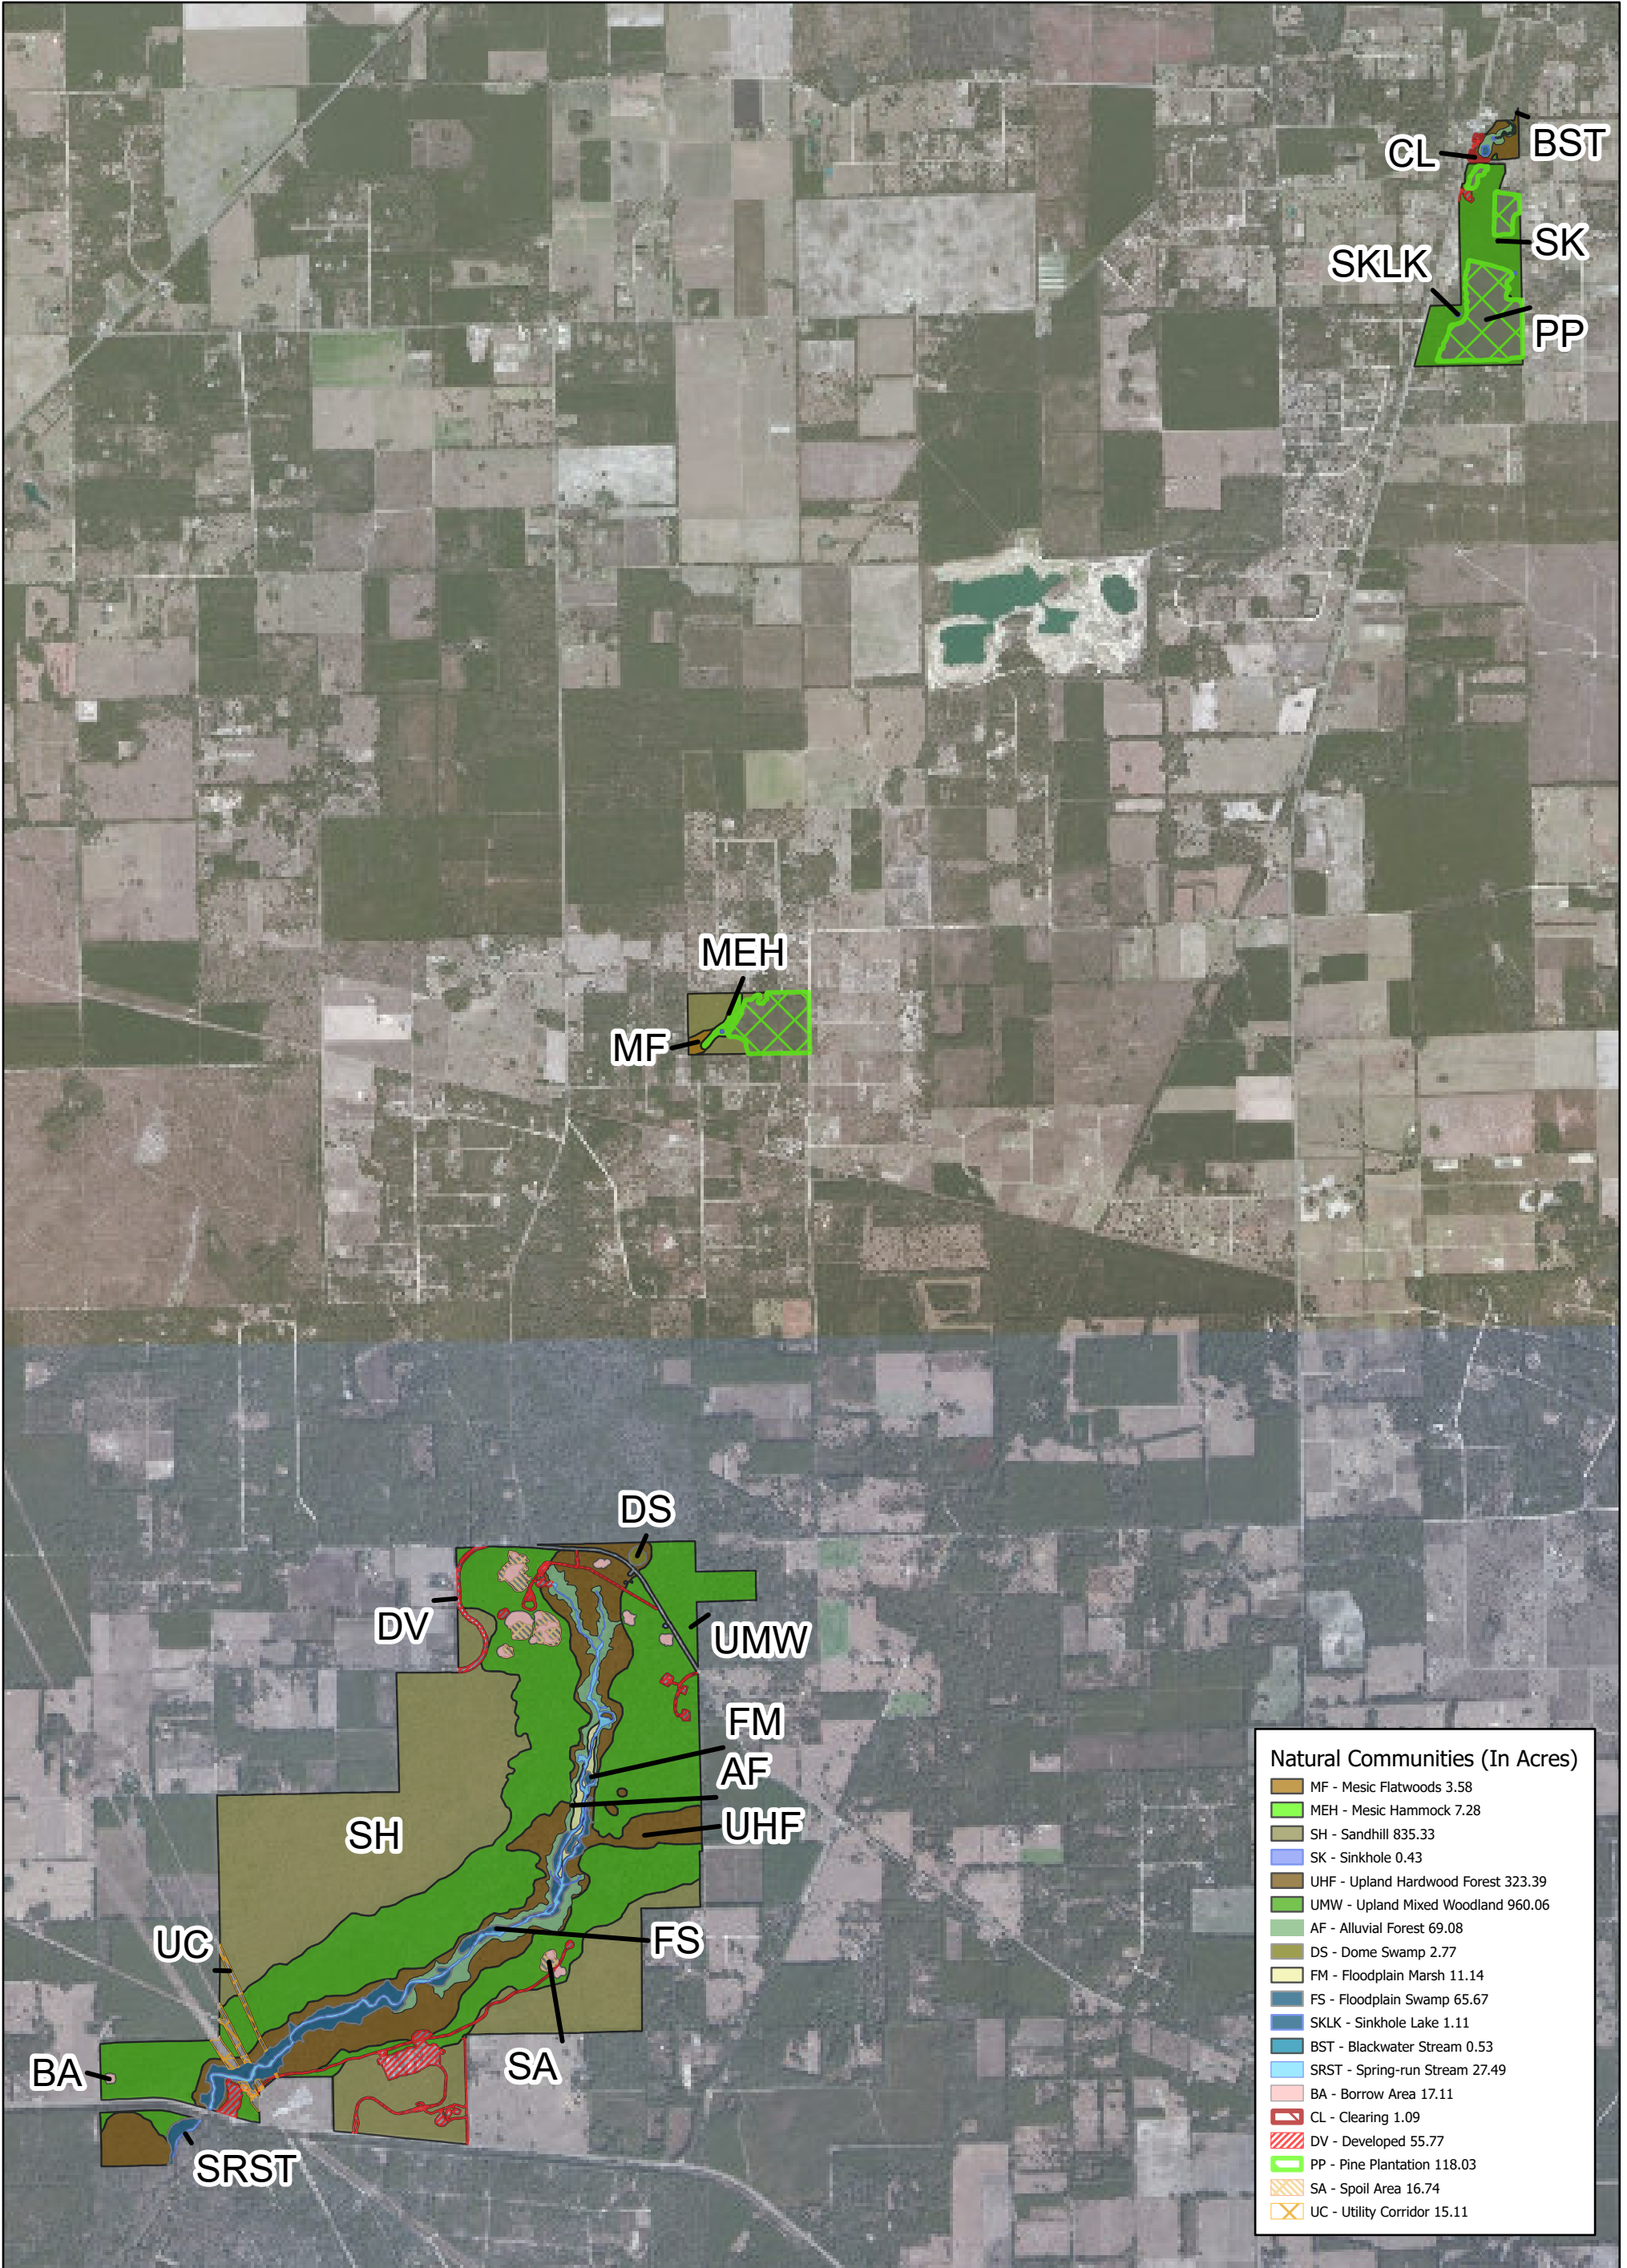 BST
CL
SK
SKLK
PP
MEH
MF
DS
DV
UMW
FM
AF
SH
UHF
UC
FS
BA
SA
SRST
Natural Communities (In Acres)
MF - Mesic Flatwoods 3.58
MEH - Mesic Hammock 7.28
SH - Sandhill 835.33
SK - Sinkhole 0.43
UHF - Upland Hardwood Forest 323.39
UMW - Upland Mixed Woodland 960.06
AF - Alluvial Forest 69.08
DS - Dome Swamp 2.77
FM - Floodplain Marsh 11.14
FS - Floodplain Swamp 65.67
SKLK - Sinkhole Lake 1.11
BST - Blackwater Stream 0.53
SRST - Spring-run Stream 27.49
BA - Borrow Area 17.11
CL - Clearing 1.09
DV - Developed 55.77
PP - Pine Plantation 118.03
SA - Spoil Area 16.74
UC - Utility Corridor 15.11